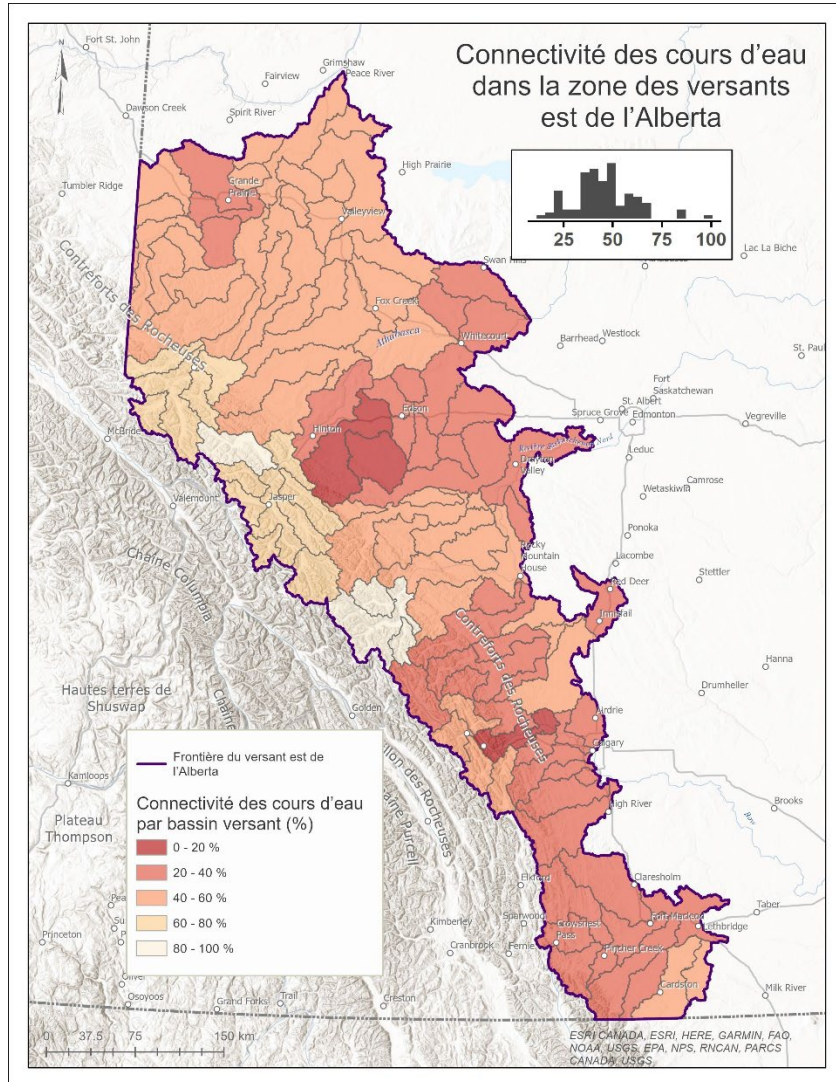 Connectivité des cours d'eau
dans la zone des versants
est de l'Alberta
25 50 75 100
N
Fort St. John
Grimshaw
Peace River
Fairview
Dawson Creek
Spirit River
High Prairie
Tumbler Ridge
Grande
Prairie
Valleyview
Lac La Biche
Swan Hills
Contreforts des Rocheuses
Fox Creek
Athabasca
Whitecourt
Westlock
Barrhead
St. Paul
Fort
Saskatchewan
St. Albert
Spruce Grove
Edmonton
Vegreville
Edson
Hinton
McBride
Drayton
Valley
Leduc
Camrose
Wetaskiwin
Jasper
Valemount
Ponoka
Rocky
Mountain
House
Lacombe
Stettler
Chaîne Columbia
Red Deer
Innisfail
Contreforts des Rocheuses
Hanna
Hautes terres de
Shuswap
Drumheller
Golden
Airdrie
Calgary
Kamloops
Plateau
Thompson
High River
Brooks
Bow
Frontière du versant est de
l'Alberta
Connectivité des cours d'eau
par bassin versant (%)
0 - 20 %
20 - 40 %
40 - 60 %
60 - 80 %
80 - 100 %
Elkford
Claresholm
Sparwood
Taber
Fort Macleod
Lethbridge
Crowsnest
Pass
Kimberley
Fernie
Pincher Creek
Cranbrook
Princeton
Cardston
Milk River
Oliver
Osoyoos
Grand Forks
Trail
Creston
0 37.5 75 150 km
ESRI CANADA, ESRI, HERE, GARMIN, FAO,
NOAA, USGS, EPA, NPS, RNCAN, PARCS
CANADA, USGS